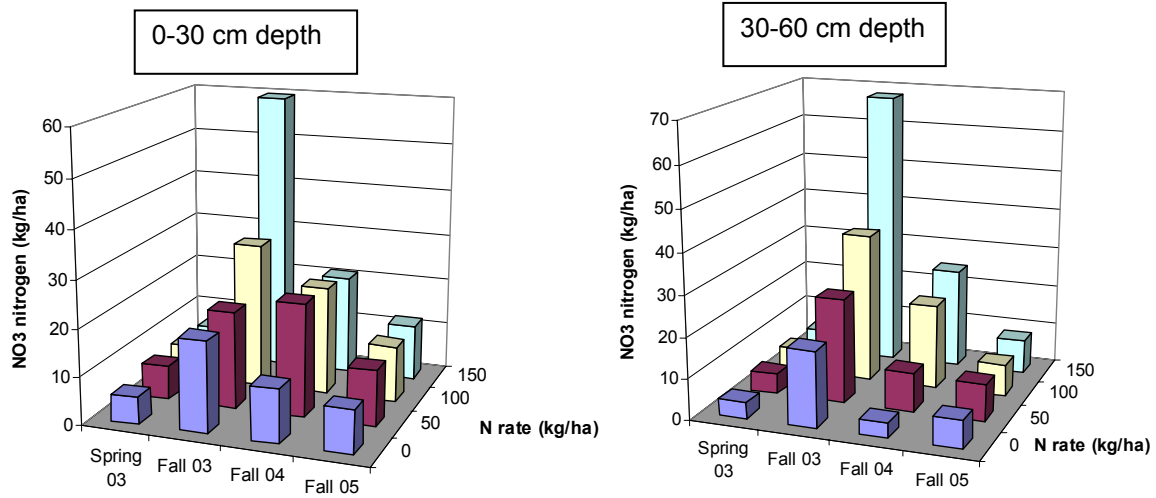 0-30 cm depth
60
50
40
30
20
10
0
NO3 nitrogen (kg/ha)
Spring
03
Fall 03
Fall 04
Fall 05
0
50
100
150
N rate (kg/ha)
30-60 cm depth
70
60
50
40
30
20
10
0
NO3 nitrogen (kg/ha)
Spring
03
Fall 03
Fall 04
Fall 05
0
50
100
150
N rate (kg/ha)